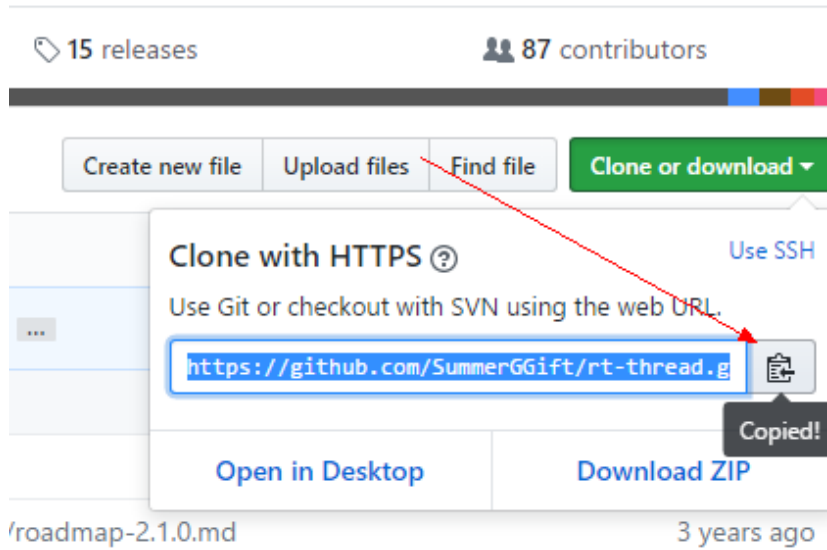 15 releases 87 contributors
Create new file Upload files Find file Clone or download
Clone with HTTPS Use SSH
Use Git or checkout with SVN using the web URL.
...
https://github.com/SummerGGift/rt-thread.g
Copied!
Open in Desktop Download ZIP
/roadmap-2.1.0.md 3 years ago